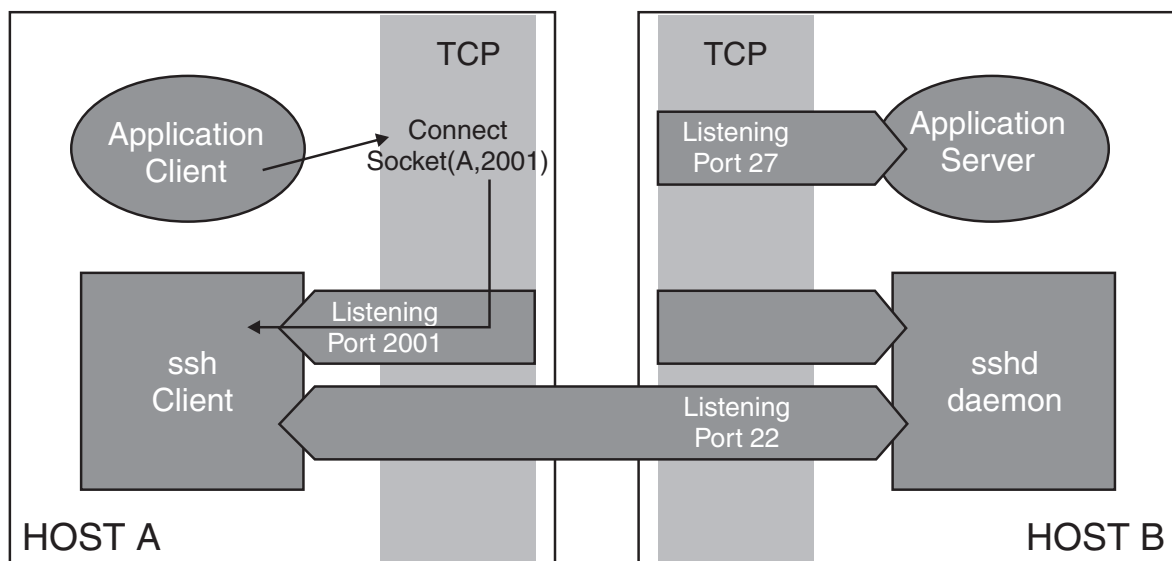 TCP
Application
Client
Connect
Socket(A,2001)
Listening
Port 2001
ssh
Client
HOST A
TCP
Listening
Port 27
Application
Server
Listening
Port 22
sshd
daemon
HOST B